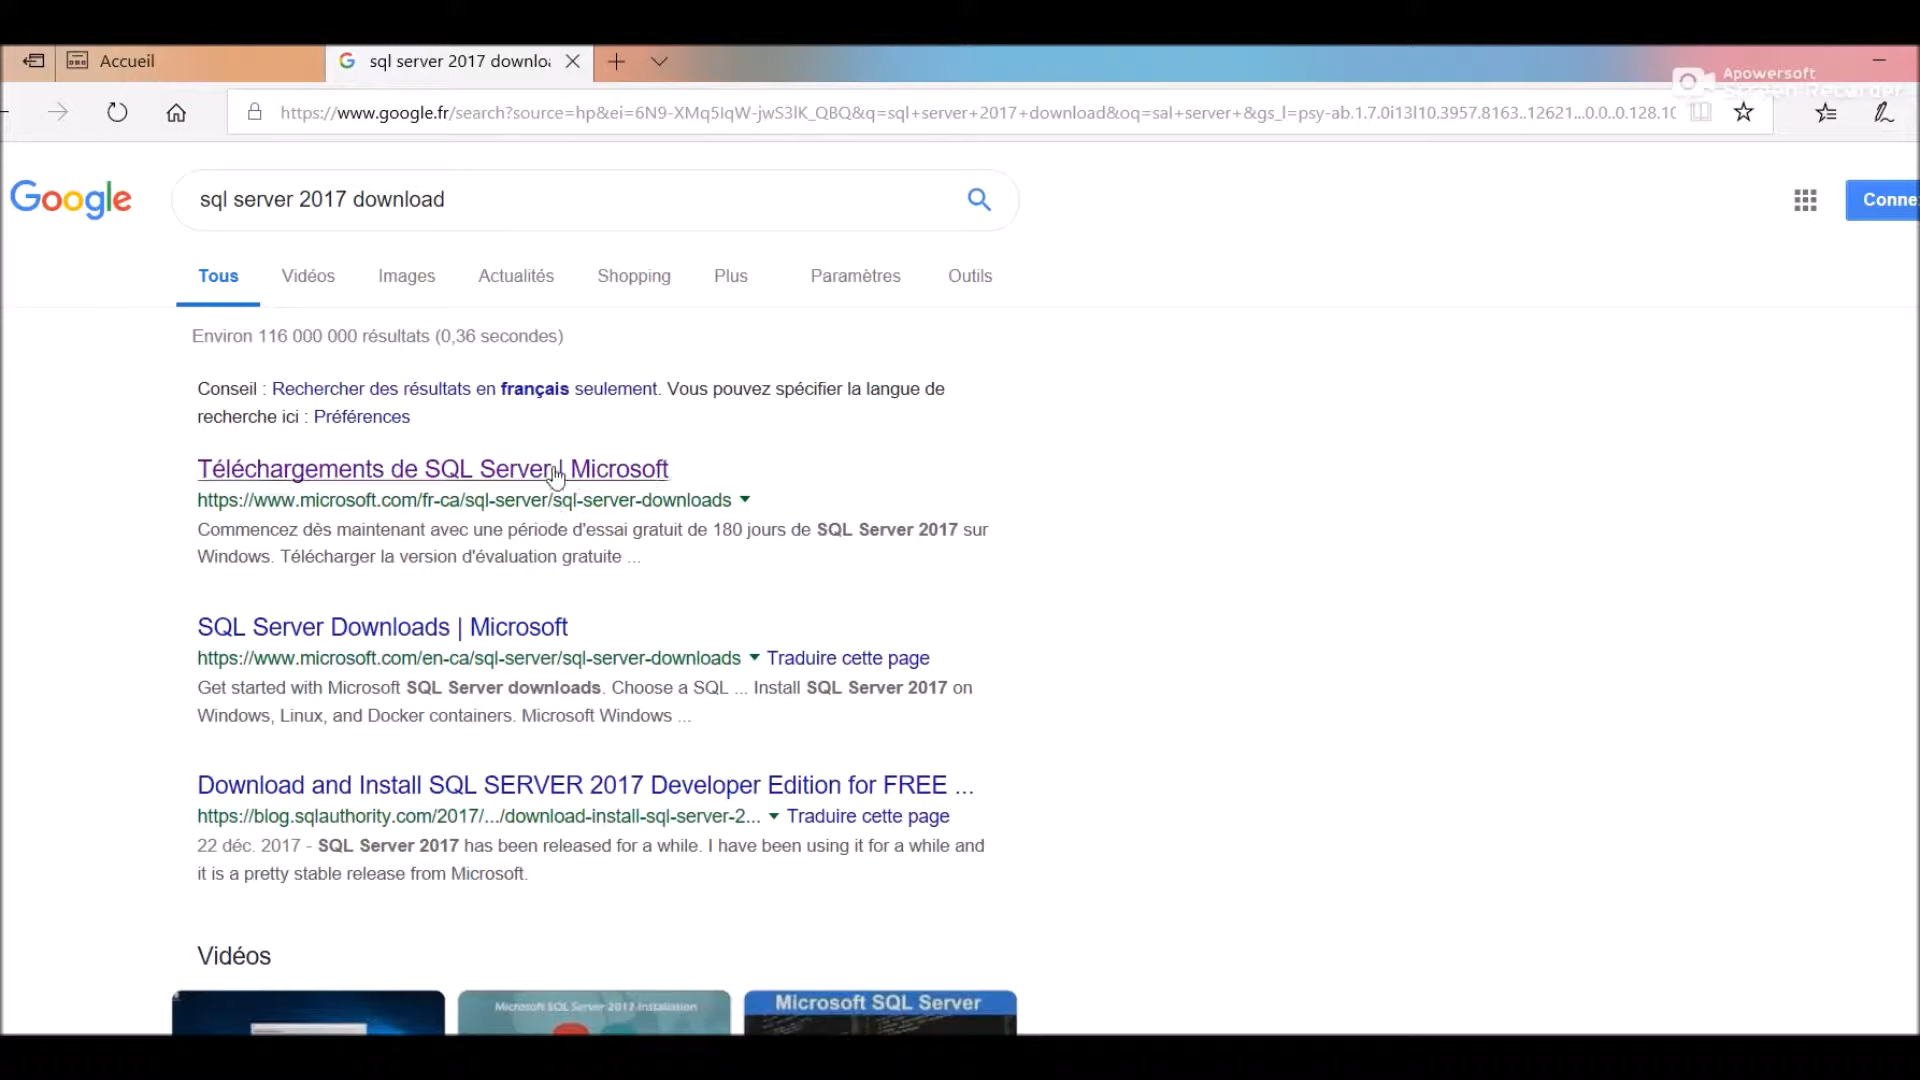 Accueil
sql server 2017 downlo
Apowersoft
Screen Recorder
https://www.google.fr/search?source=hp&ei=6N9-XMq5IqW-jwS3lK_QBQ&q=sql+server+2017+download&oq=sal+server+&gs_l=psy-ab.1.7.0i13l10.3957.8163..12621...0.0..0.128.10
Google
sql server 2017 download
Conne
Tous Vidéos Images Actualités Shopping Plus Paramètres Outils
Environ 116 000 000 résultats (0,36 secondes)
Conseil : Rechercher des résultats en français seulement. Vous pouvez spécifier la langue de
recherche ici : Préférences
Téléchargements de SQL Server | Microsoft
https://www.microsoft.com/fr-ca/sql-server/sql-server-downloads
Commencez dès maintenant avec une période d'essai gratuit de 180 jours de SQL Server 2017 sur
Windows. Télécharger la version d'évaluation gratuite ...
SQL Server Downloads | Microsoft
https://www.microsoft.com/en-ca/sql-server/sql-server-downloads Traduire cette page
Get started with Microsoft SQL Server downloads. Choose a SQL ... Install SQL Server 2017 on
Windows, Linux, and Docker containers. Microsoft Windows ...
Download and Install SQL SERVER 2017 Developer Edition for FREE ...
https://blog.sqlauthority.com/2017/.../download-install-sql-server-2... Traduire cette page
22 déc. 2017 - SQL Server 2017 has been released for a while. I have been using it for a while and
it is a pretty stable release from Microsoft.
Vidéos
Microsoft SQL Server 2017 Installation
Microsoft SQL Server